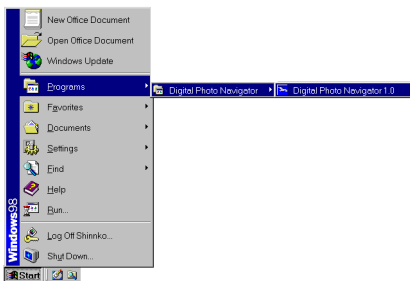 New Office Document
Open Office Document
Windows Update
Programs
Digital Photo Navigator
Digital Photo Navigator 1.0
Favorites
Documents
Settings
Find
Help
Run...
Log Off Shinnko...
Shut Down...
Windows98
Start